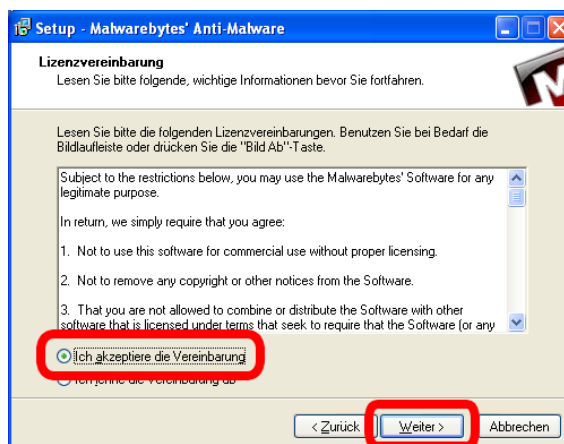 Setup - Malwarebytes' Anti-Malware
Lizenzvereinbarung
Lesen Sie bitte folgende, wichtige Informationen bevor Sie fortfahren.
Lesen Sie bitte die folgenden Lizenzvereinbarungen. Benutzen Sie bei Bedarf die
Bildlaufleiste oder drücken Sie die "Bild Ab"-Taste.
Subject to the restrictions below, you may use the Malwarebytes' Software for any
legitimate purpose.
In return, we simply require that you agree:
1. Not to use this software for commercial use without proper licensing.
2. Not to remove any copyright or other notices from the Software.
3. That you are not allowed to combine or distribute the Software with other
software that is licensed under terms that seek to require that the Software (or any
Ich akzeptiere die Vereinbarung
Ich lehne die Vereinbarung ab
< Zurück
Weiter >
Abbrechen